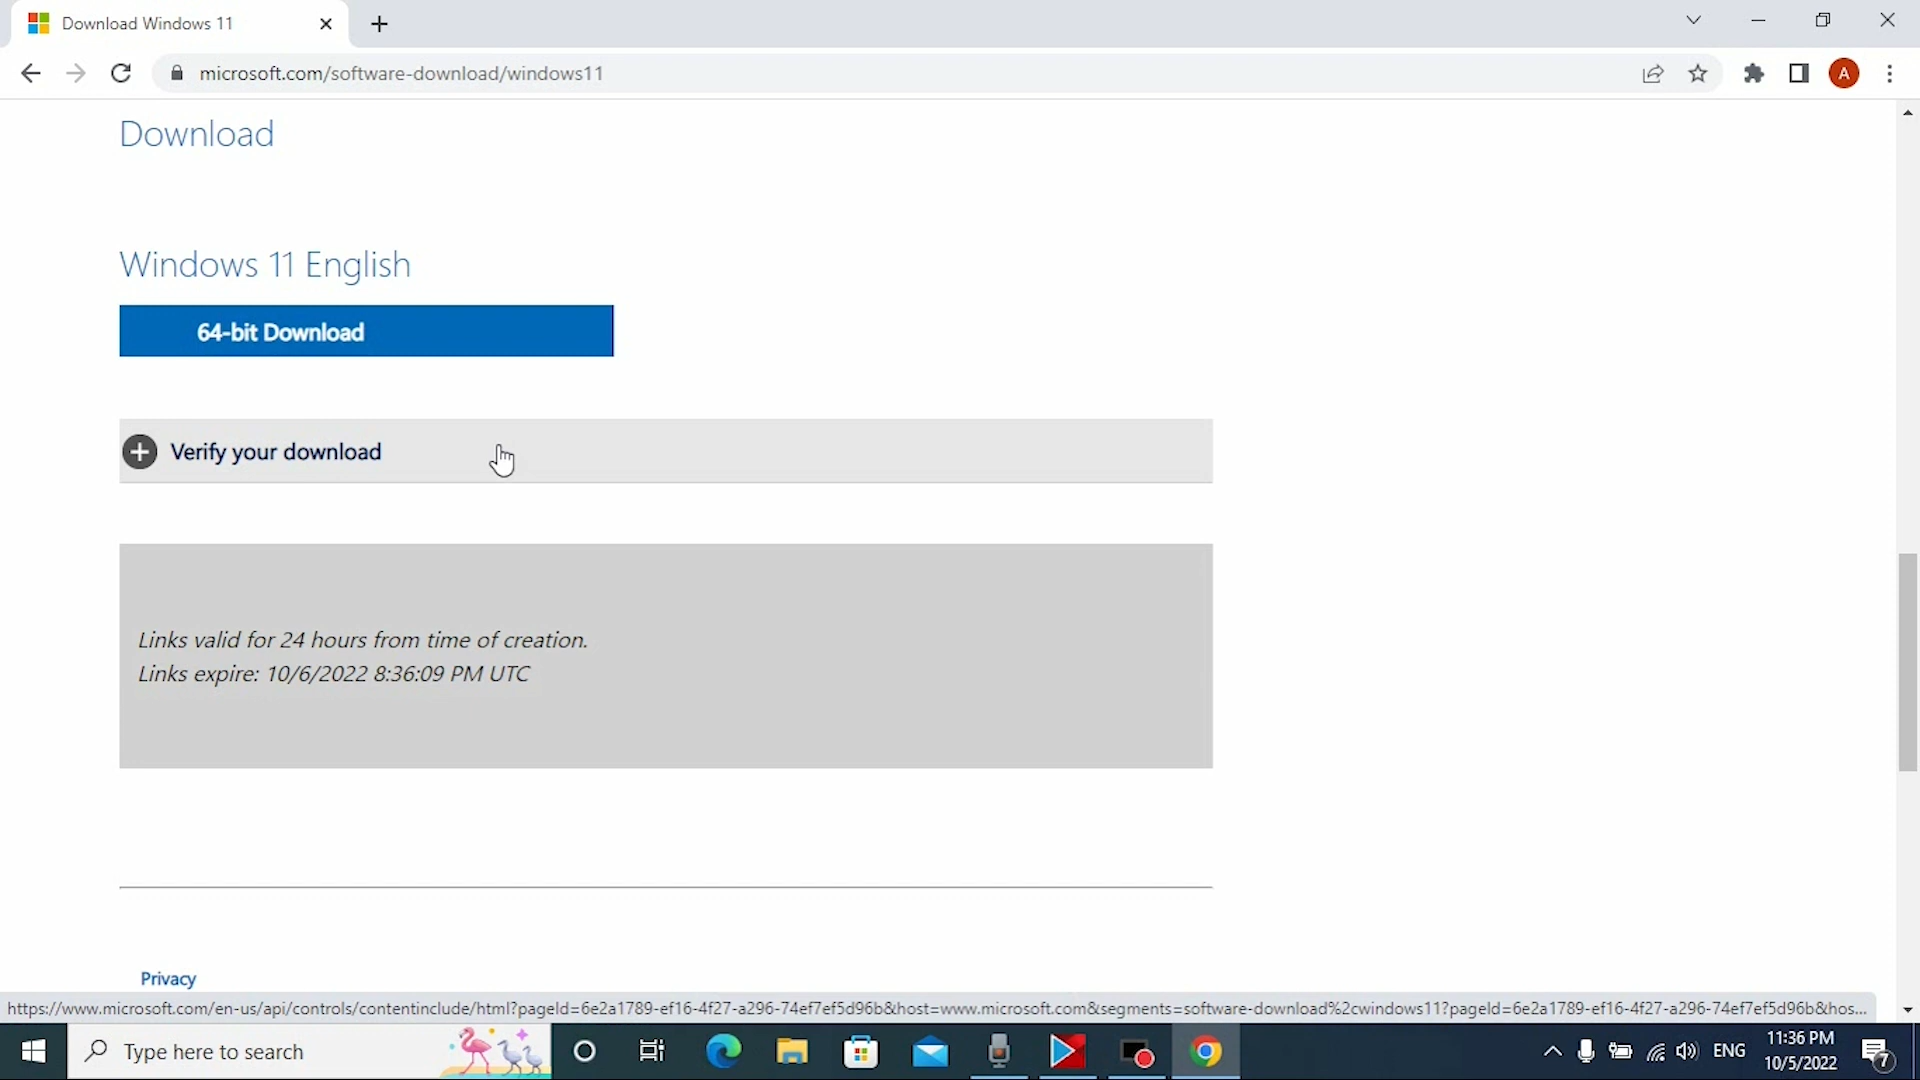 Download Windows 11
microsoft.com/software-download/windows11
A
Download
Windows 11 English
64-bit Download
Verify your download
Links valid for 24 hours from time of creation.
Links expire: 10/6/2022 8:36:09 PM UTC
Privacy
https://www.microsoft.com/en-us/api/controls/contentinclude/html?pageId=6e2a1789-ef16-4f27-a296-74ef7ef5d96b&host=www.microsoft.com&segments=software-download%2cwindows11?pageId=6e2a1789-ef16-4f27-a296-74ef7ef5d96b&hos...
Type here to search
ENG
11:36 PM
10/5/2022
7